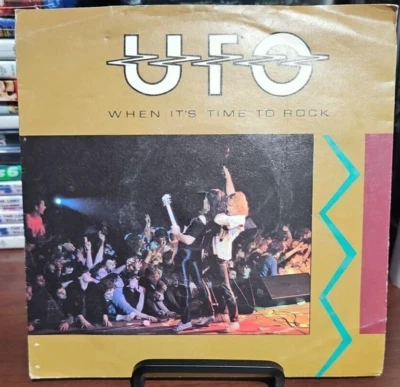 UFO
WHEN IT'S TIME TO ROCK